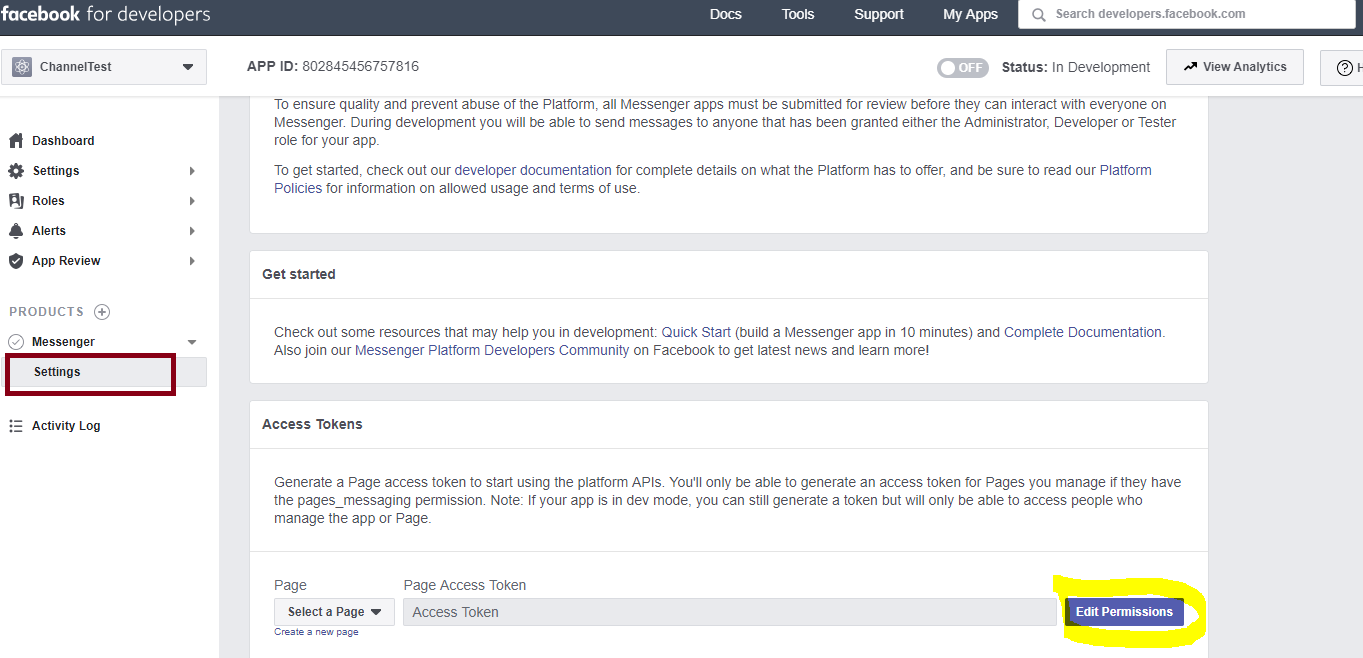 facebook for developers
Docs
Tools
Support
My Apps
Search developers.facebook.com
ChannelTest
APP ID: 802845456757816
OFF
Status: In Development
View Analytics
H
Dashboard
Settings
Roles
Alerts
App Review
PRODUCTS
Messenger
Settings
Activity Log
To ensure quality and prevent abuse of the Platform, all Messenger apps must be submitted for review before they can interact with everyone on
Messenger. During development you will be able to send messages to anyone that has been granted either the Administrator, Developer or Tester
role for your app.
To get started, check out our developer documentation for complete details on what the Platform has to offer, and be sure to read our Platform
Policies for information on allowed usage and terms of use.
Get started
Check out some resources that may help you in development: Quick Start (build a Messenger app in 10 minutes) and Complete Documentation.
Also join our Messenger Platform Developers Community on Facebook to get latest news and learn more!
Access Tokens
Generate a Page access token to start using the platform APIs. You'll only be able to generate an access token for Pages you manage if they have
the pages_messaging permission. Note: If your app is in dev mode, you can still generate a token but will only be able to access people who
manage the app or Page.
Page
Page Access Token
Select a Page
Access Token
Edit Permissions
Create a new page